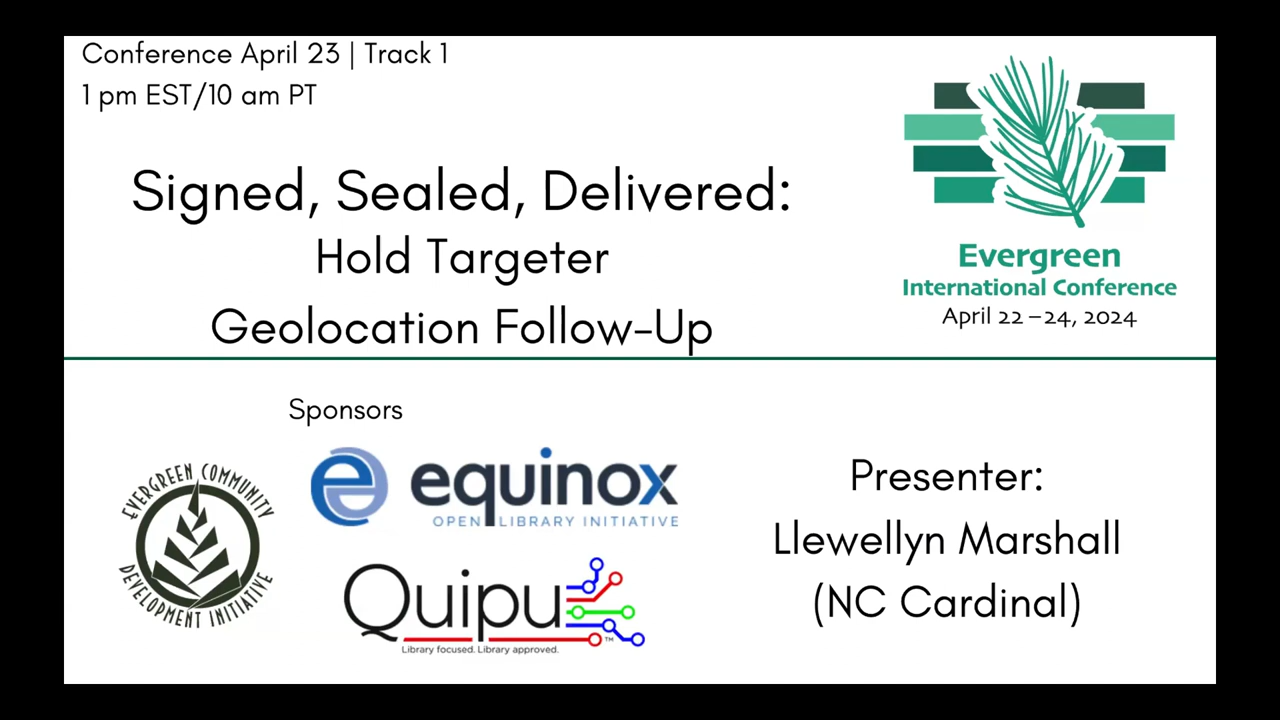 Conference April 23 | Track 1
1 pm EST/10 am PT
Signed, Sealed, Delivered:
Hold Targeter
Geolocation Follow-Up
Evergreen
International Conference
April 22 – 24, 2024
Sponsors
EVERGREEN COMMUNITY
DEVELOPMENT INITIATIVE
e equinox
OPEN LIBRARY INITIATIVE
Quipu™
Library focused. Library approved.
Presenter:
Llewellyn Marshall
(NC Cardinal)